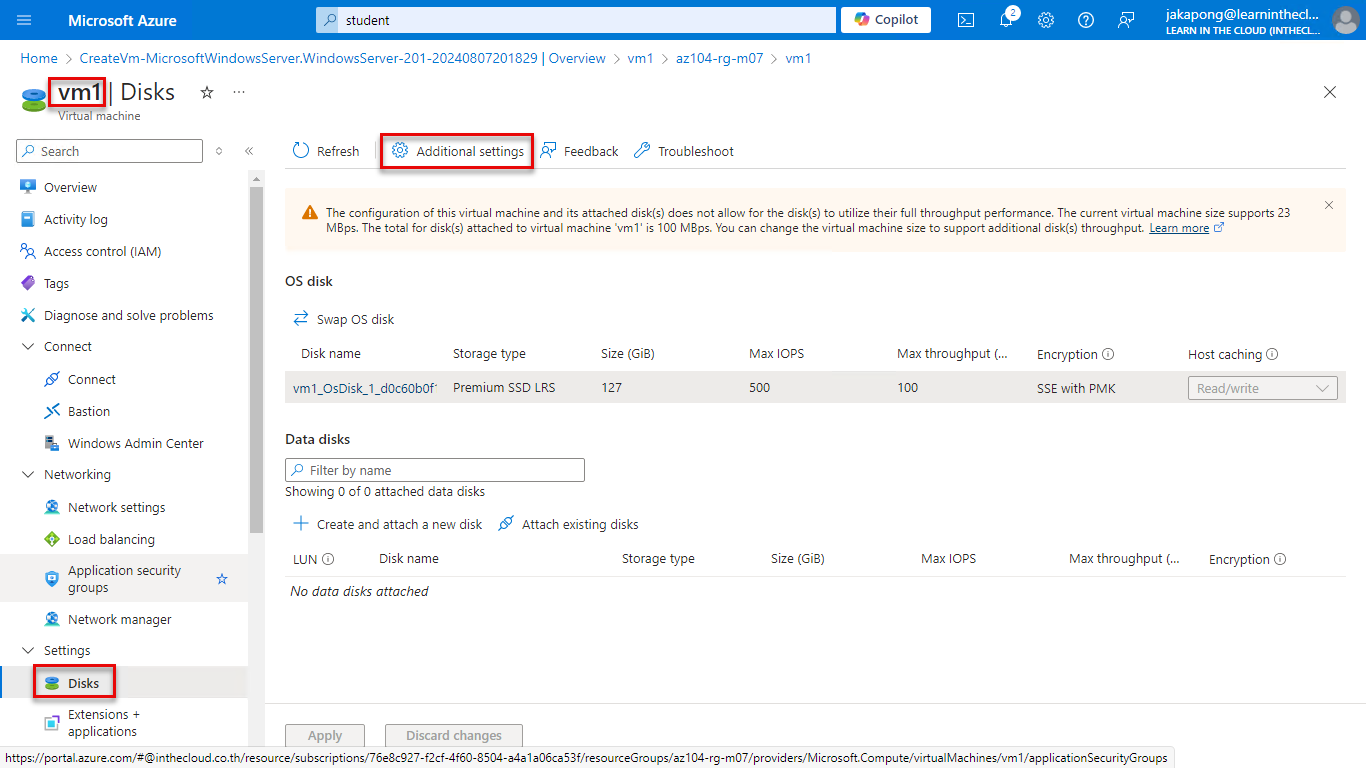 Microsoft Azure
student
Copilot
2
jakapong@learninthecl...
LEARN IN THE CLOUD (INTHECL...
Home > CreateVm-MicrosoftWindowsServer.WindowsServer-201-20240807201829 | Overview > vm1 > az104-rg-m07 > vm1
vm1 | Disks
Virtual machine
Search
Refresh
Additional settings
Feedback
Troubleshoot
Overview
Activity log
Access control (IAM)
Tags
Diagnose and solve problems
Connect
Connect
Bastion
Windows Admin Center
Networking
Network settings
Load balancing
Application security
groups
Network manager
Settings
Disks
Extensions +
applications
The configuration of this virtual machine and its attached disk(s) does not allow for the disk(s) to utilize their full throughput performance. The current virtual machine size supports 23
MBps. The total for disk(s) attached to virtual machine 'vm1' is 100 MBps. You can change the virtual machine size to support additional disk(s) throughput. Learn more
OS disk
Swap OS disk
Disk name Storage type Size (GiB) Max IOPS Max throughput (... Encryption Host caching
vm1_OsDisk_1_d0c60b0f1 Premium SSD LRS 127 500 100 SSE with PMK Read/write
Data disks
Filter by name
Showing 0 of 0 attached data disks
Create and attach a new disk Attach existing disks
LUN Disk name Storage type Size (GiB) Max IOPS Max throughput (... Encryption
No data disks attached
Apply Discard changes
https://portal.azure.com/#@inthecloud.co.th/resource/subscriptions/76e8c927-f2cf-4f60-8504-a4a1a06ca53f/resourceGroups/az104-rg-m07/providers/Microsoft.Compute/virtualMachines/vm1/applicationSecurityGroups